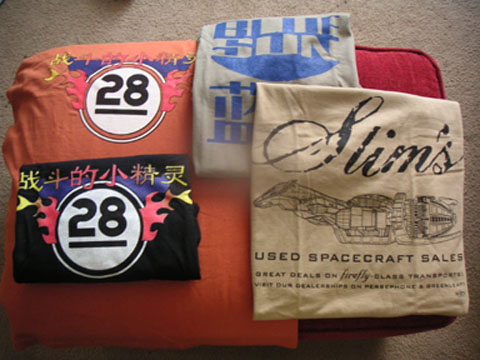 战斗的小精灵
28
战斗的小精灵
28
BLUE
SUN
蓝
Slim's
USED SPACECRAFT SALES
GREAT DEALS ON firefly-CLASS TRANSPORTS!
VISIT OUR DEALERSHIPS ON PERSEPHONE & GREENLEAF